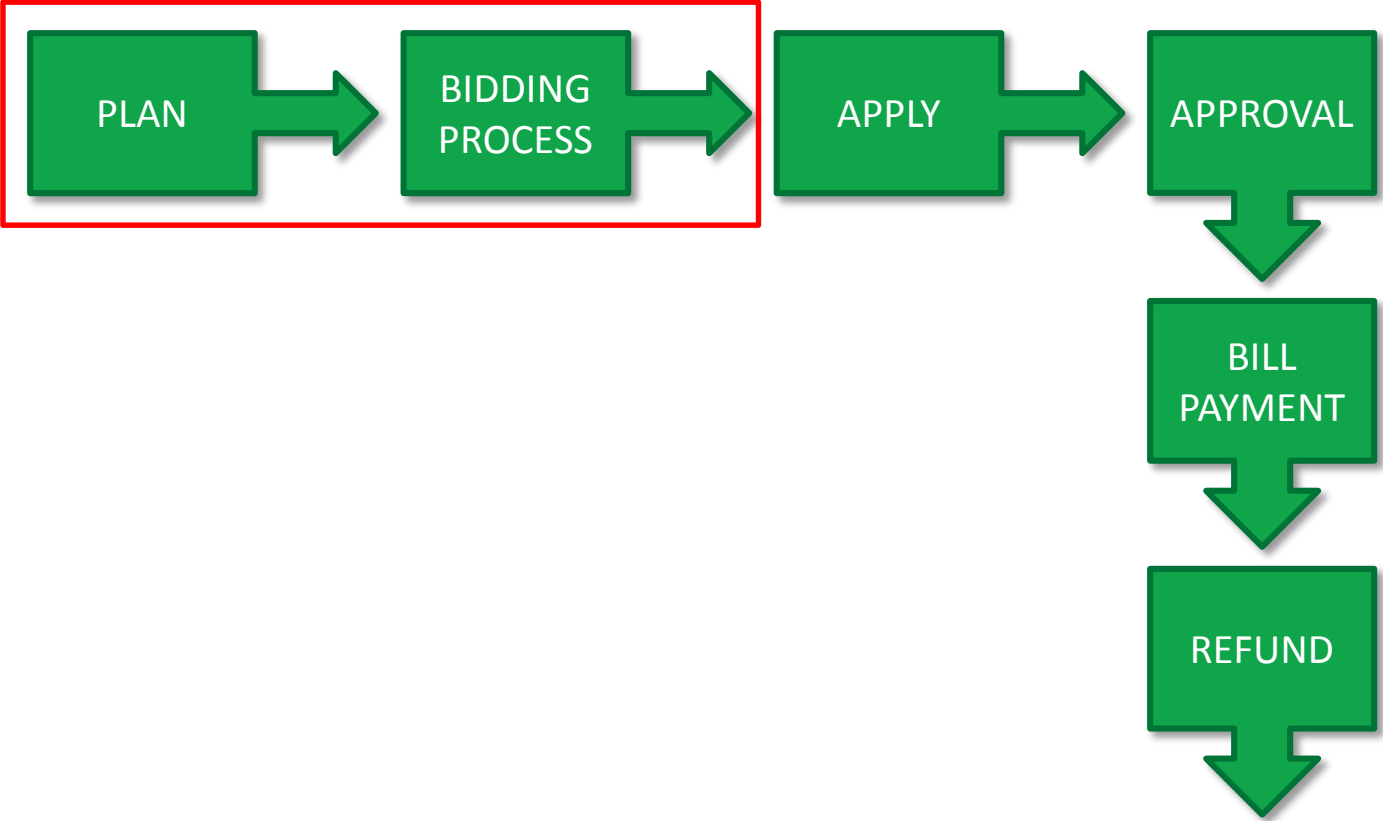 PLAN
BIDDING
PROCESS
APPLY
APPROVAL
BILL
PAYMENT
REFUND